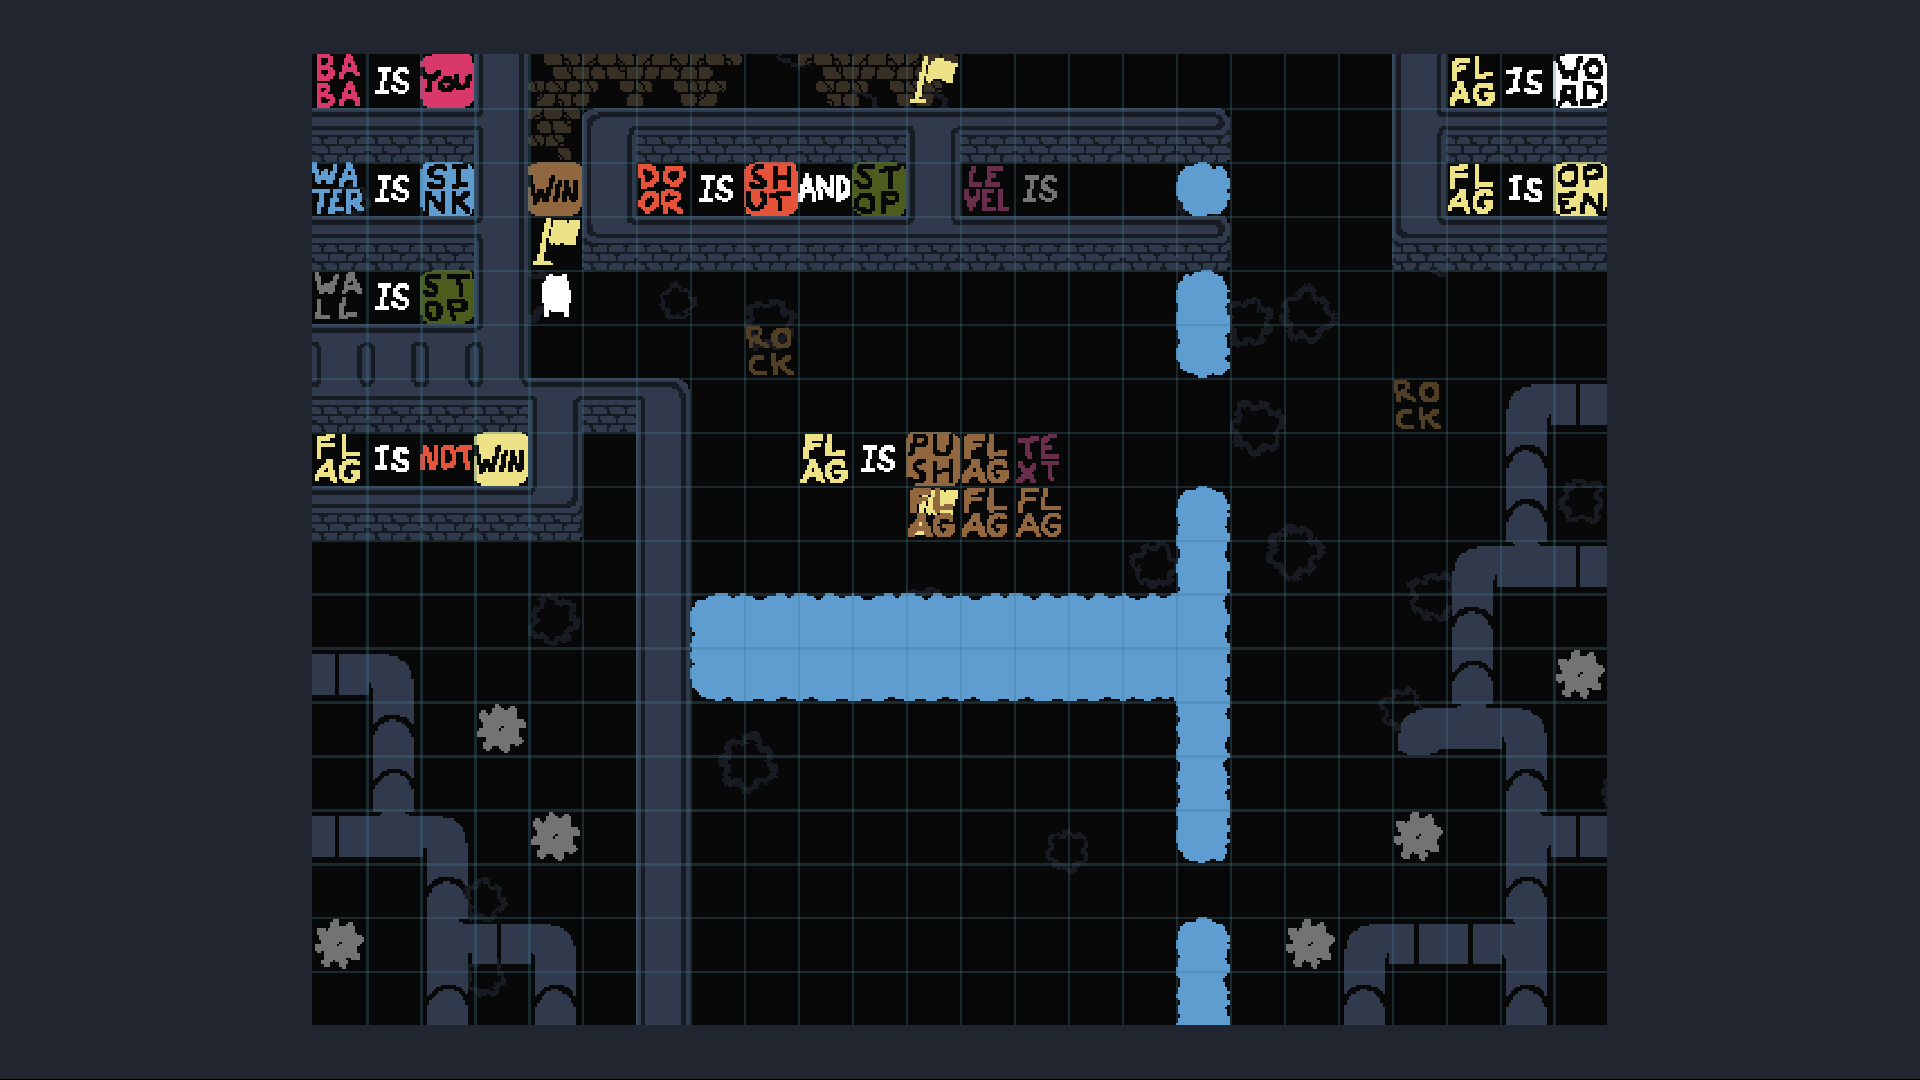 BABA IS YOU
FLAG IS WORD
WATER IS SINK
WIN
DOOR IS SHUT AND STOP
LEVEL IS
FLAG IS OPEN
WALL IS STOP
ROCK
ROCK
FLAG IS NOT WIN
FLAG IS PUSH FLAG TEXT
FLAG FLAG FLAG